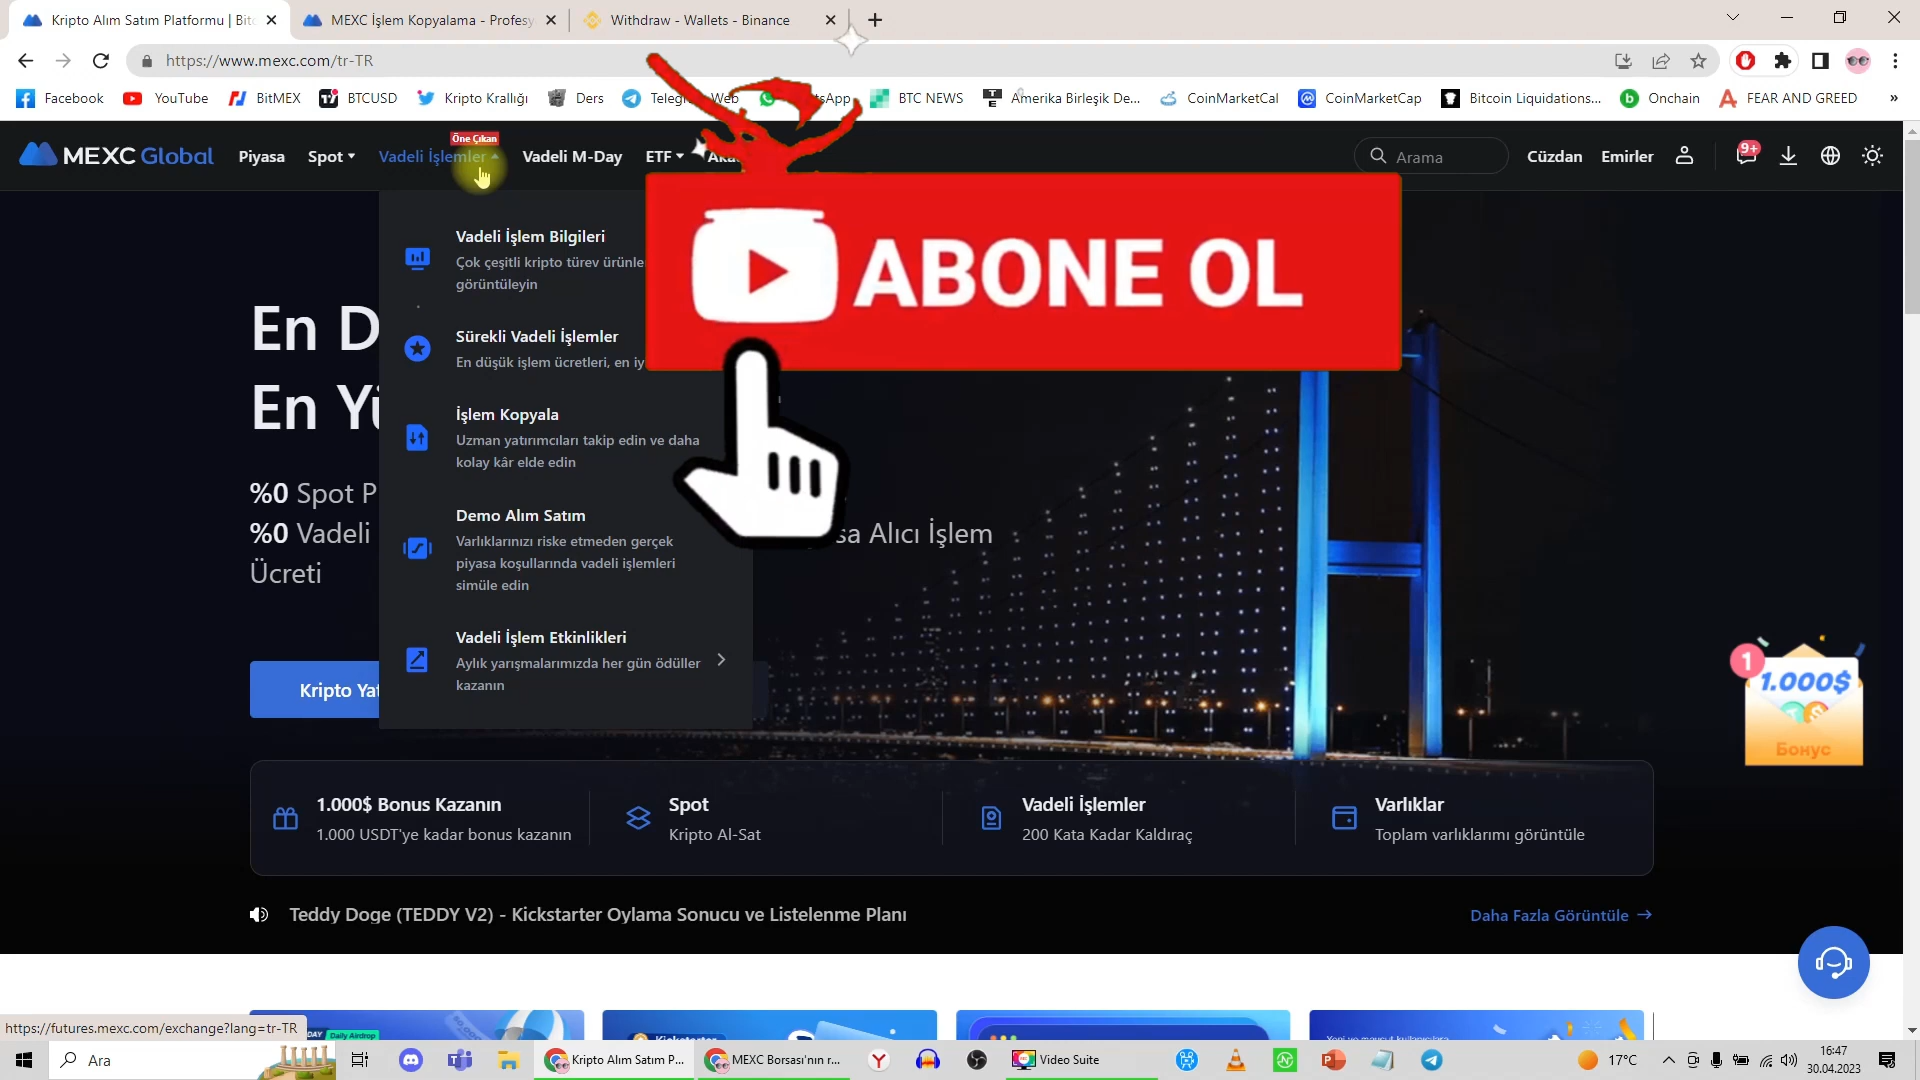 Kripto Alım Satım Platformu | Bit
MEXC İşlem Kopyalama - Profesy
Withdraw - Wallets - Binance
https://www.mexc.com/tr-TR
Facebook
YouTube
BitMEX
BTCUSD
Kripto Krallığı
Ders
Web
BTC NEWS
Amerika Birleşik De...
CoinMarketCal
CoinMarketCap
Bitcoin Liquidations...
Onchain
FEAR AND GREED
»
Öne Çıkan
MEXC Global
Piyasa
Spot
Vadeli İşlemler
Vadeli M-Day
ETF
Arama
Cüzdan
Emirler
9+
ABONE OL
Vadeli İşlem Bilgileri
Çok çeşitli kripto türev ürünle
görüntüleyin
Sürekli Vadeli İşlemler
En düşük işlem ücretleri, en iy
İşlem Kopyala
Uzman yatırımcıları takip edin ve daha
kolay kâr elde edin
Demo Alım Satım
Varlıklarınızı riske etmeden gerçek
piyasa koşullarında vadeli işlemleri
simüle edin
Vadeli İşlem Etkinlikleri
Aylık yarışmalarımızda her gün ödüller
kazanın
En D
En Yü
%0 Spot P
%0 Vadeli
sa Alıcı İşlem
Ücreti
Kripto Yat
1
1.000$
Бонус
1.000$ Bonus Kazanın
1.000 USDT'ye kadar bonus kazanın
Spot
Kripto Al-Sat
Vadeli İşlemler
200 Kata Kadar Kaldıraç
Varlıklar
Toplam varlıklarımı görüntüle
Teddy Doge (TEDDY V2) - Kickstarter Oylama Sonucu ve Listelenme Planı
Daha Fazla Görüntüle
https://futures.mexc.com/exchange?lang=tr-TR
DAY
Daily Airdrop
Kickstarter
Ara
Kripto Alım Satım P...
MEXC Borsası'nın r...
Video Suite
17°C
16:47
30.04.2023